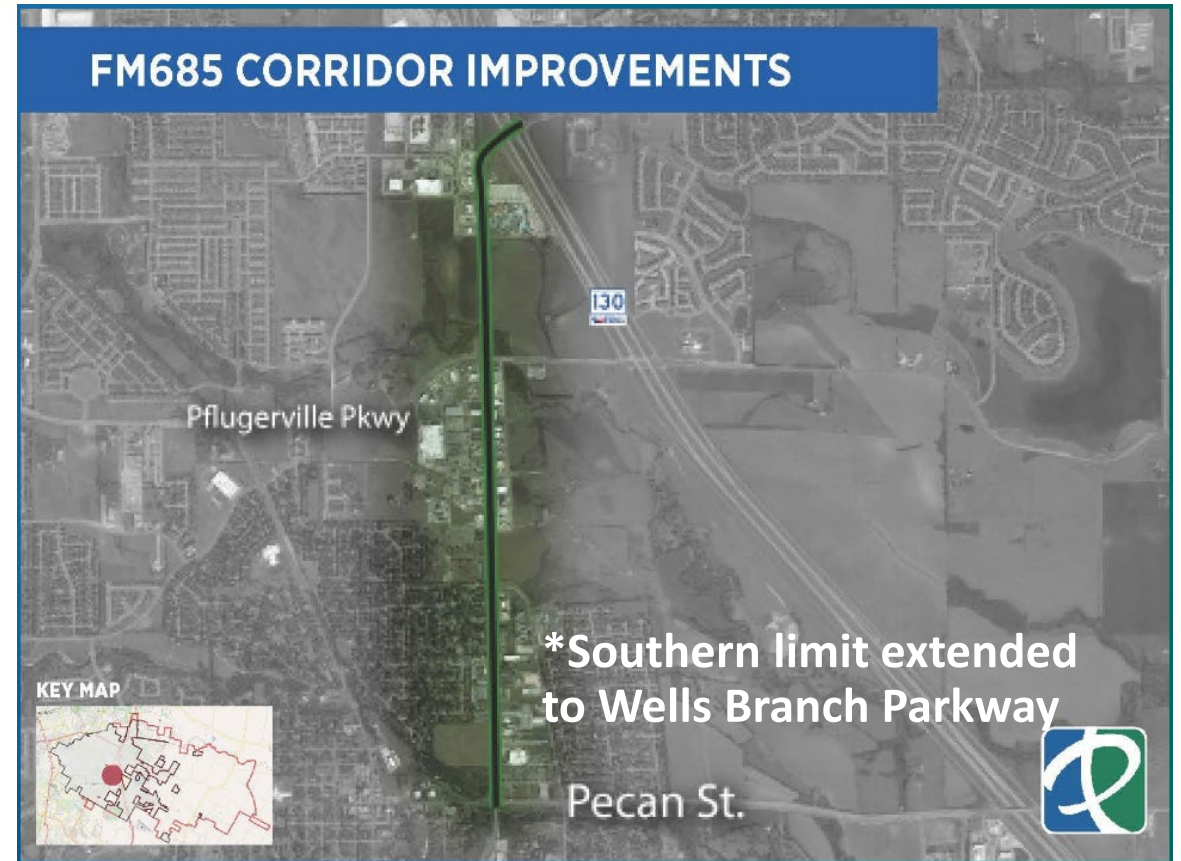 FM685 CORRIDOR IMPROVEMENTS
130
Pflugerville Pkwy
*Southern limit extended
to Wells Branch Parkway
KEY MAP
Pecan St.